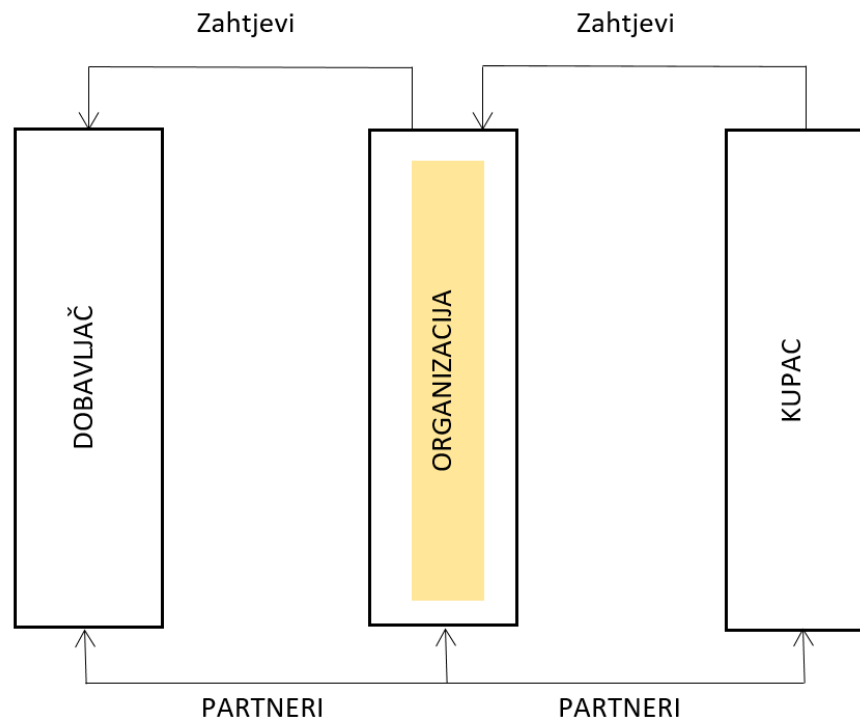 Zahtjevi
Zahtjevi
DOBAVLJAČ
ORGANIZACIJA
KUPAC
PARTNERI
PARTNERI